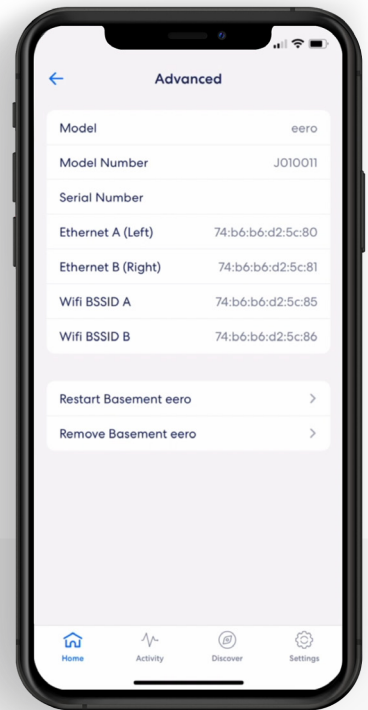 Advanced
Model eero
Model Number J010011
Serial Number
Ethernet A (Left) 74:b6:b6:d2:5c:80
Ethernet B (Right) 74:b6:b6:d2:5c:81
Wifi BSSID A 74:b6:b6:d2:5c:85
Wifi BSSID B 74:b6:b6:d2:5c:86
Restart Basement eero
Remove Basement eero
Home Activity Discover Settings